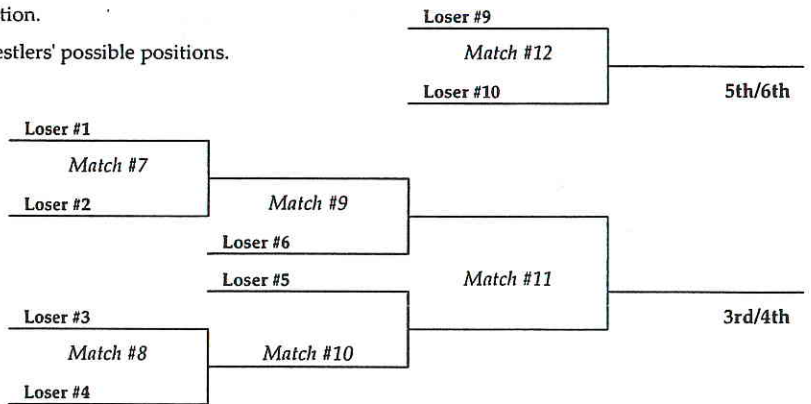 tion.
estlers' possible positions.
Loser #9
Match #12
Loser #10
5th/6th
Loser #1
Match #7
Loser #2
Match #9
Loser #6
Loser #5
Match #11
Loser #3
3rd/4th
Match #8
Match #10
Loser #4